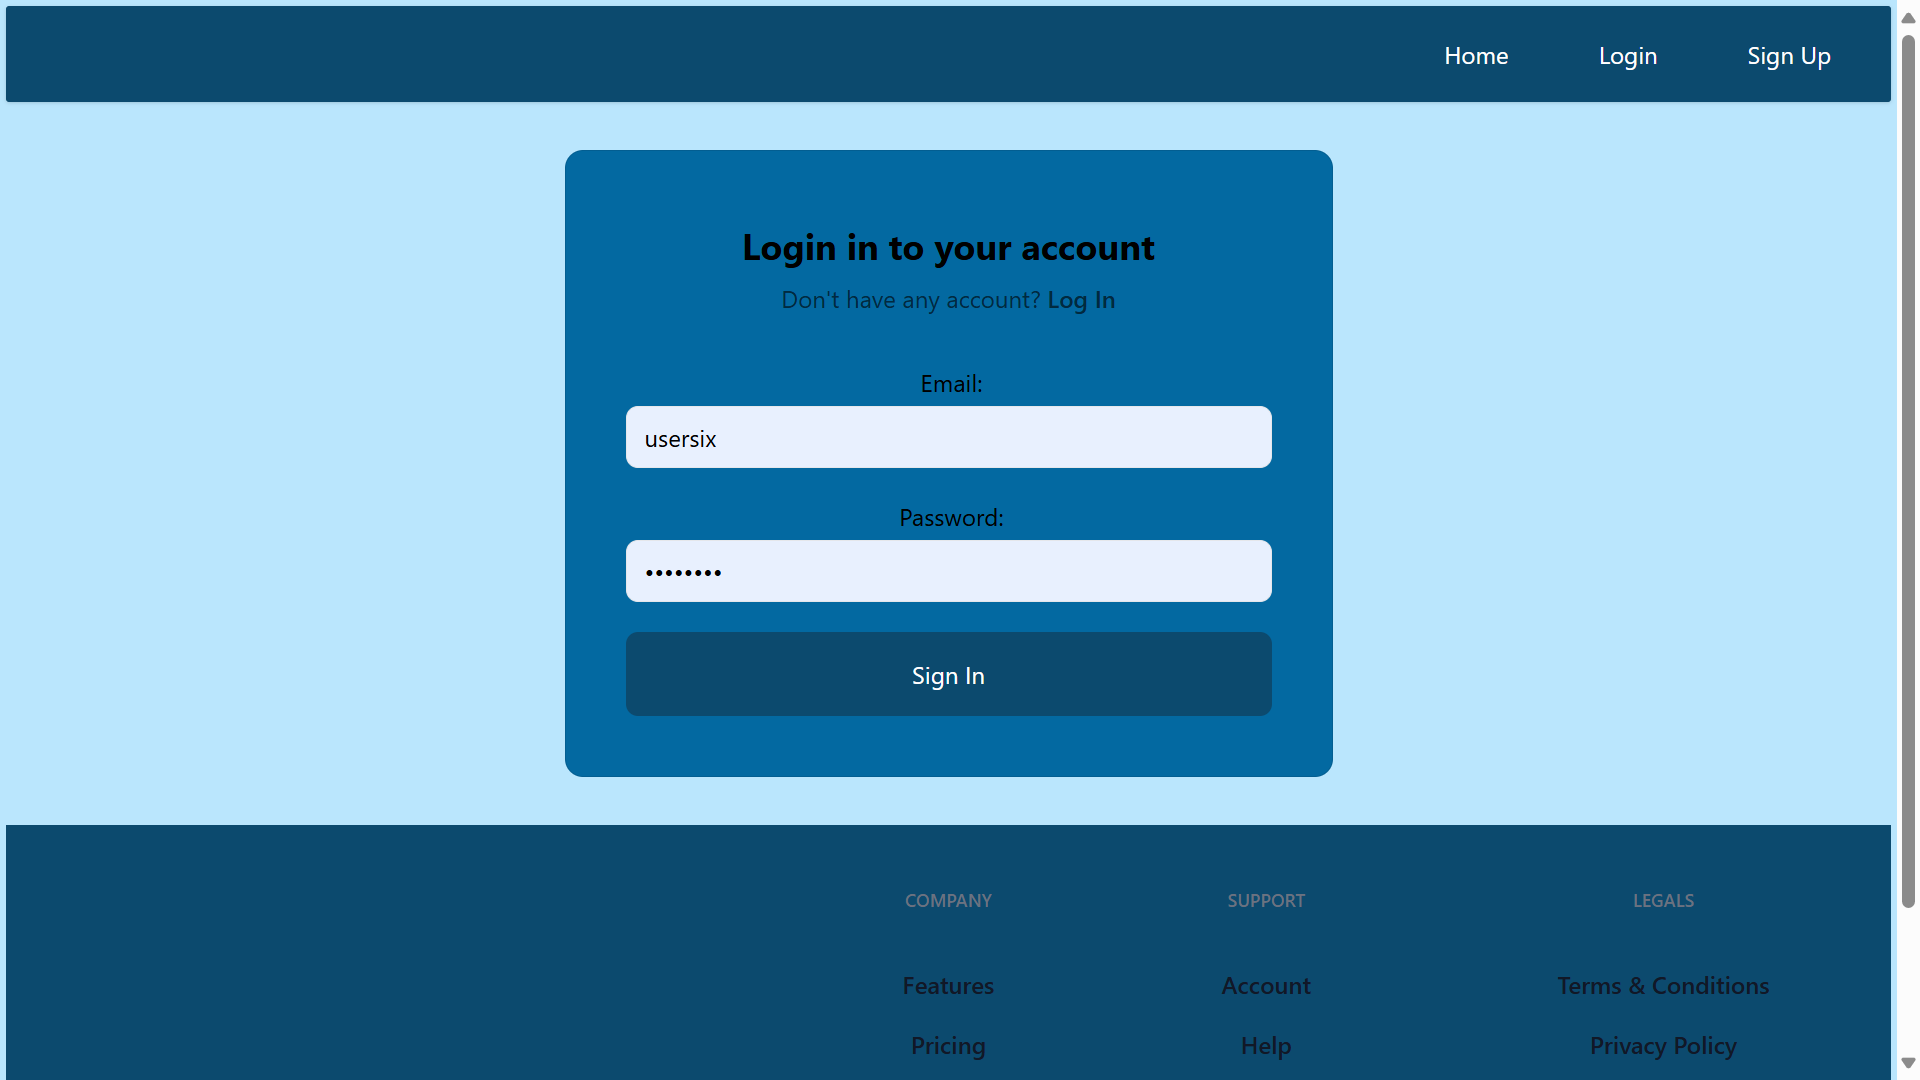 Home Login Sign Up
Login in to your account
Don't have any account? Log In
Email:
usersix
Password:
••••••••
Sign In
COMPANY SUPPORT LEGALS
Features Account Terms & Conditions
Pricing Help Privacy Policy